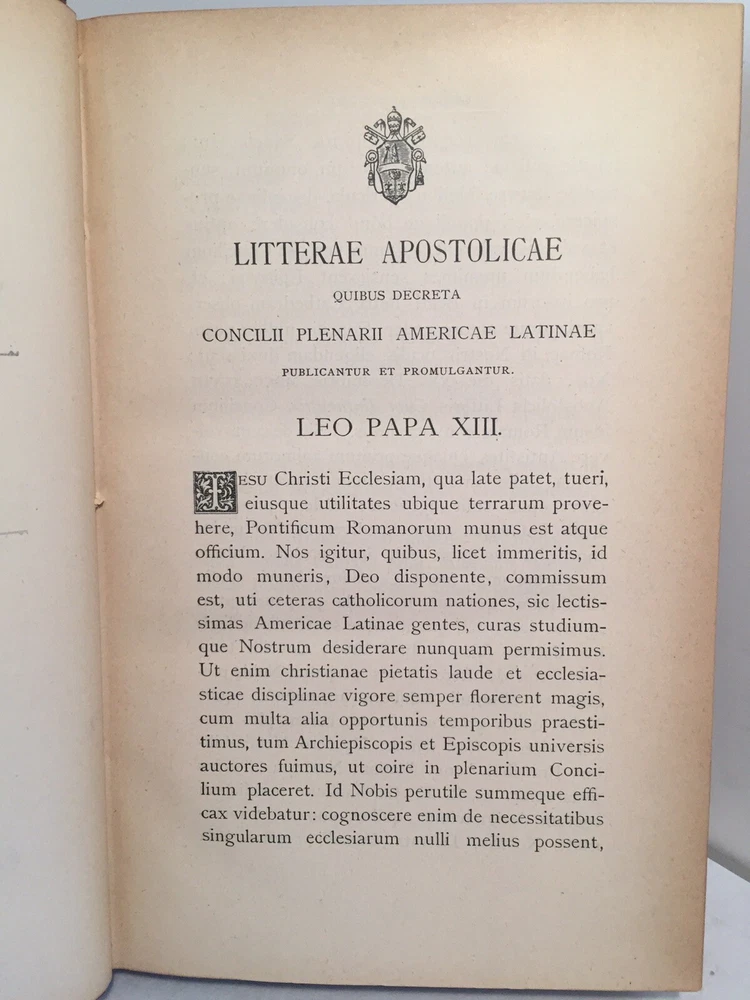 LITTERAE APOSTOLICAE
QUIBUS DECRETA
CONCILII PLENARII AMERICAE LATINAE
PUBLICANTUR ET PROMULGANTUR.
LEO PAPA XIII.
IESU Christi Ecclesiam, qua late patet, tueri,
eiusque utilitates ubique terrarum prove-
here, Pontificum Romanorum munus est atque
officium. Nos igitur, quibus, licet immeritis, id
modo muneris, Deo disponente, commissum
est, uti ceteras catholicorum nationes, sic lectis-
simas Americae Latinae gentes, curas studium-
que Nostrum desiderare nunquam permisimus.
Ut enim christianae pietatis laude et ecclesia-
sticae disciplinae vigore semper florerent magis,
cum multa alia opportunis temporibus praesti-
timus, tum Archiepiscopis et Episcopis universis
auctores fuimus, ut coire in plenarium Conci-
lium placeret. Id Nobis perutile summeque effi-
cax videbatur: cognoscere enim de necessitatibus
singularum ecclesiarum nulli melius possent,